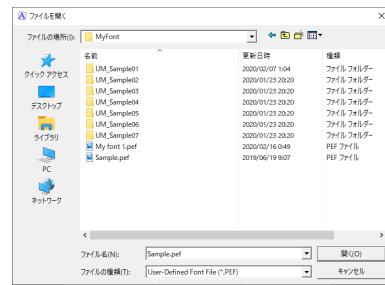 ファイルを開く
ファイルの場所(I):
MyFont
名前
更新日時
種類
UM_Sample01
2020/02/07 1:04
ファイル フォルダー
UM_Sample02
2020/01/23 20:20
ファイル フォルダー
UM_Sample03
2020/01/23 20:20
ファイル フォルダー
UM_Sample04
2020/01/23 20:20
ファイル フォルダー
UM_Sample05
2020/01/23 20:20
ファイル フォルダー
UM_Sample06
2020/01/23 20:20
ファイル フォルダー
UM_Sample07
2020/01/23 20:20
ファイル フォルダー
My font 1.pef
2020/02/16 0:49
PEF ファイル
Sample.pef
2019/06/19 9:07
PEF ファイル
クイック アクセス
デスクトップ
ライブラリ
PC
ネットワーク
ファイル名(N):
Sample.pef
開く(O)
ファイルの種類(T):
User-Defined Font File (*.PEF)
キャンセル